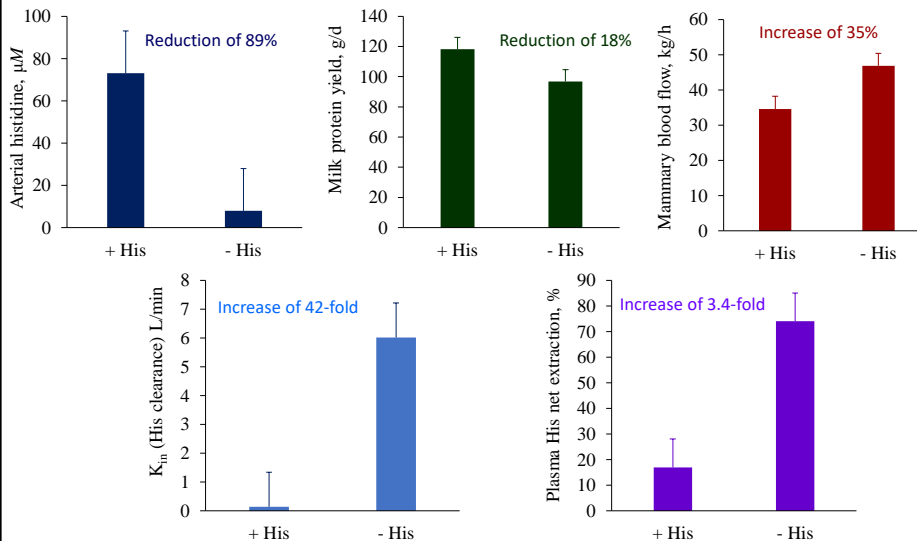 Arterial histidine, µM
100
80
60
40
20
0
Reduction of 89%
+ His
- His
Milk protein yield, g/d
140
120
100
80
60
40
20
0
Reduction of 18%
+ His
- His
Mammary blood flow, kg/h
60
50
40
30
20
10
0
Increase of 35%
+ His
- His
K_in (His clearance) L/min
8
7
6
5
4
3
2
1
0
Increase of 42-fold
+ His
- His
Plasma His net extraction, %
90
80
70
60
50
40
30
20
10
0
Increase of 3.4-fold
+ His
- His